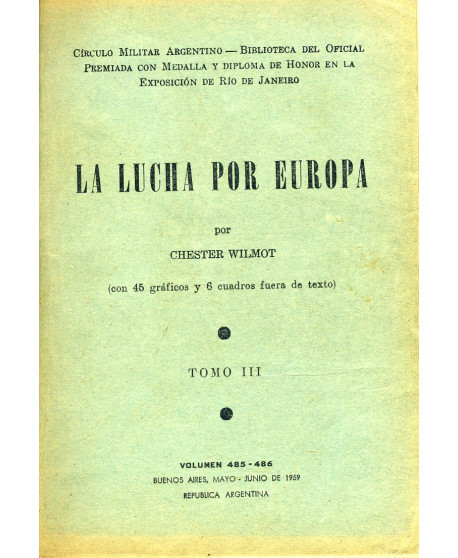 CÍRCULO MILITAR ARGENTINO — BIBLIOTECA DEL OFICIAL
PREMIADA CON MEDALLA Y DIPLOMA DE HONOR EN LA
EXPOSICIÓN DE RÍO DE JANEIRO
LA LUCHA POR EUROPA
por
CHESTER WILMOT
(con 45 gráficos y 6 cuadros fuera de texto)
TOMO III
VOLUMEN 485-486
BUENOS AIRES, MAYO - JUNIO DE 1959
REPUBLICA ARGENTINA